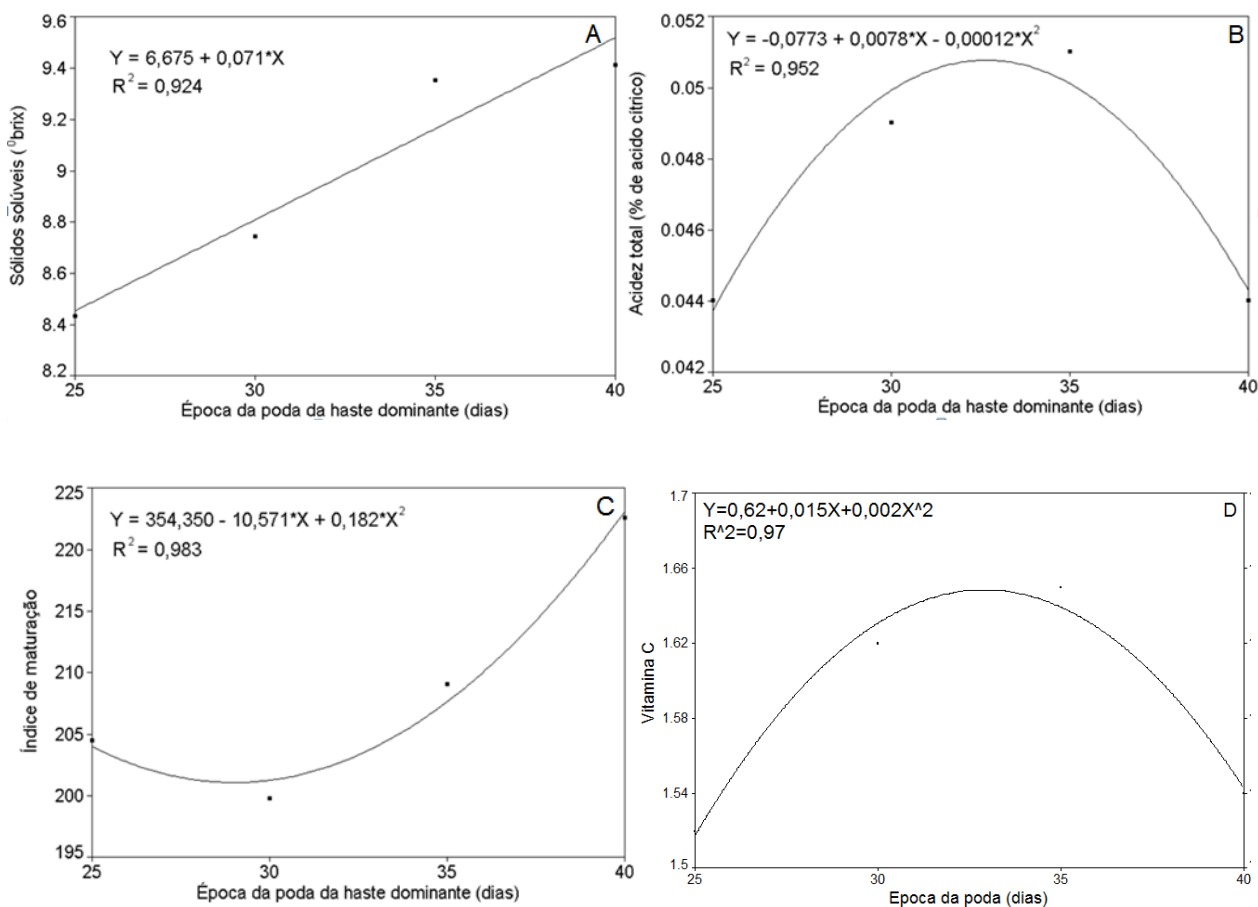 A
Y = 6,675 + 0,071*X
R² = 0,924
Sólidos solúveis (⁰brix)
9.6
9.4
9.2
9
8.8
8.6
8.4
8.2
25 30 35 40
Época da poda da haste dominante (dias)
B
Y = -0,0773 + 0,0078*X - 0,00012*X²
R² = 0,952
Acidez total (% de acido cítrico)
0.052
0.05
0.048
0.046
0.044
0.042
25 30 35 40
Época da poda da haste dominante (dias)
C
Y = 354,350 - 10,571*X + 0,182*X²
R² = 0,983
Índice de maturação
225
220
215
210
205
200
195
25 30 35 40
Época da poda da haste dominante (dias)
D
Y=0,62+0,015X+0,002X^2
R^2=0,97
Vitamina C
1.7
1.66
1.62
1.58
1.54
1.5
25 30 35 40
Epoca da poda (dias)